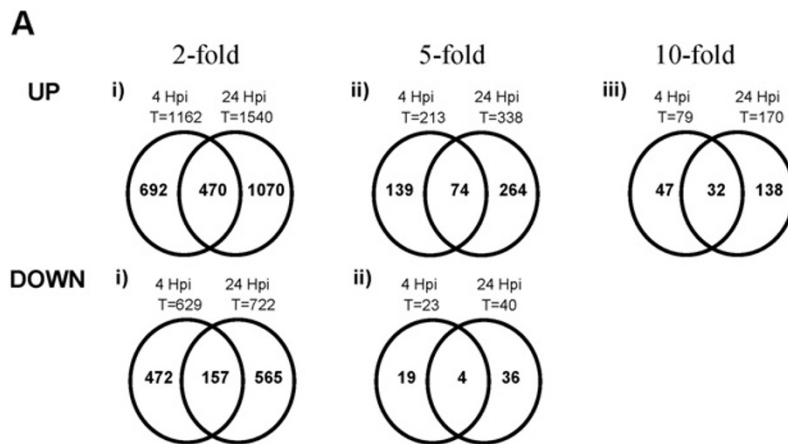 A
2-fold 5-fold 10-fold
UP i) ii) iii)
4 Hpi 24 Hpi 4 Hpi 24 Hpi 4 Hpi 24 Hpi
T=1162 T=1540 T=213 T=338 T=79 T=170
692 470 1070 139 74 264 47 32 138
DOWN i) ii)
4 Hpi 24 Hpi 4 Hpi 24 Hpi
T=629 T=722 T=23 T=40
472 157 565 19 4 36